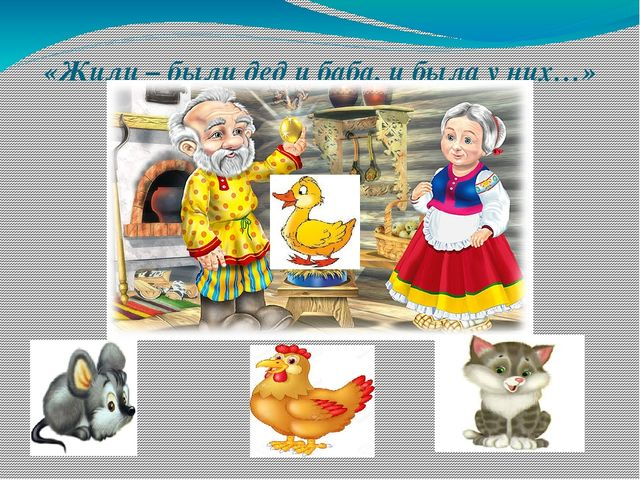 «Жили – были дед и баба, и была у них…»